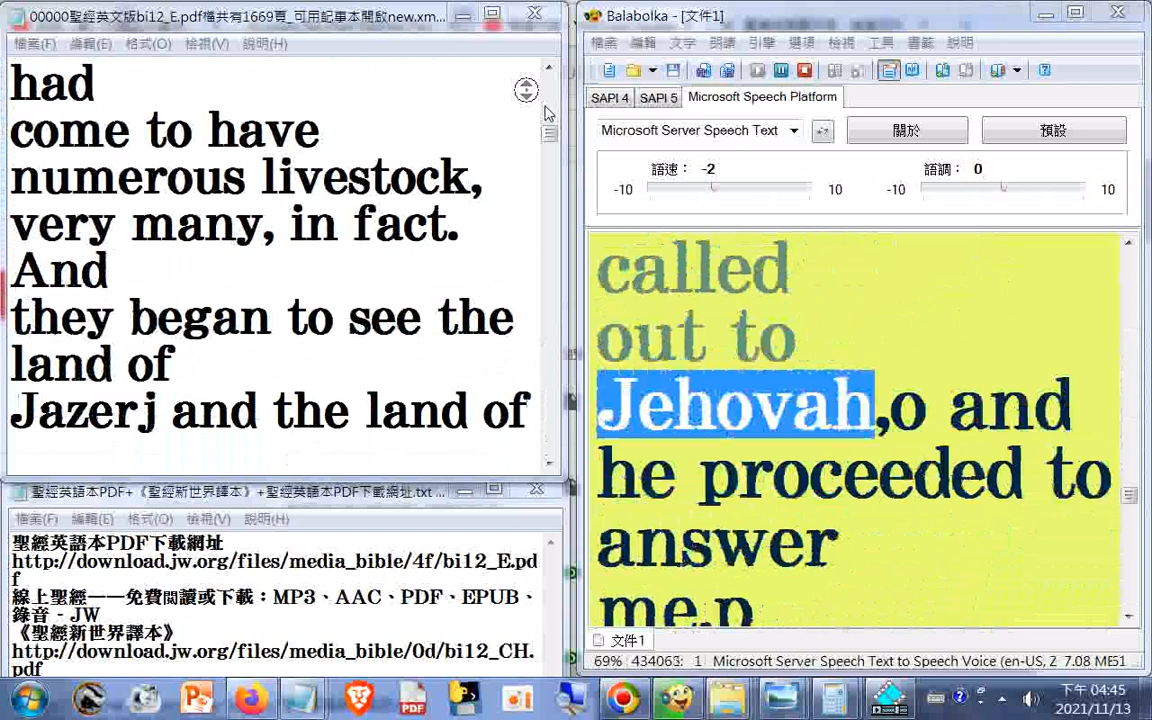 00000聖經英文版bi12_E.pdf檔共有1669頁_可用記事本開啟new.xm...
檔案(F) 編輯(E) 格式(O) 檢視(V) 說明(H)
had
come to have
numerous livestock,
very many, in fact.
And
they began to see the
land of
Jazerj and the land of
聖經英語本PDF+《聖經新世界譯本》+聖經英語本PDF下載網址.txt ...
檔案(F) 編輯(E) 格式(O) 檢視(V) 說明(H)
聖經英語本PDF下載網址
http://download.jw.org/files/media_bible/4f/bi12_E.pd
f
線上聖經——免費閱讀或下載：MP3、AAC、PDF、EPUB、
錄音 - JW
《聖經新世界譯本》
http://download.jw.org/files/media_bible/0d/bi12_CH.
pdf
Balabolka - [文件1]
檔案 編輯 文字 朗讀 引擎 選項 檢視 工具 書籤 說明
SAPI 4 SAPI 5 Microsoft Speech Platform
Microsoft Server Speech Text 關於 預設
語速： -2 語調： 0
-10 10 -10 10
called
out to
Jehovah,o and
he proceeded to
answer
me.p
文件1
69% 434063: 1 Microsoft Server Speech Text to Speech Voice (en-US, Z 7.08 ME51
下午 04:45
2021/11/13